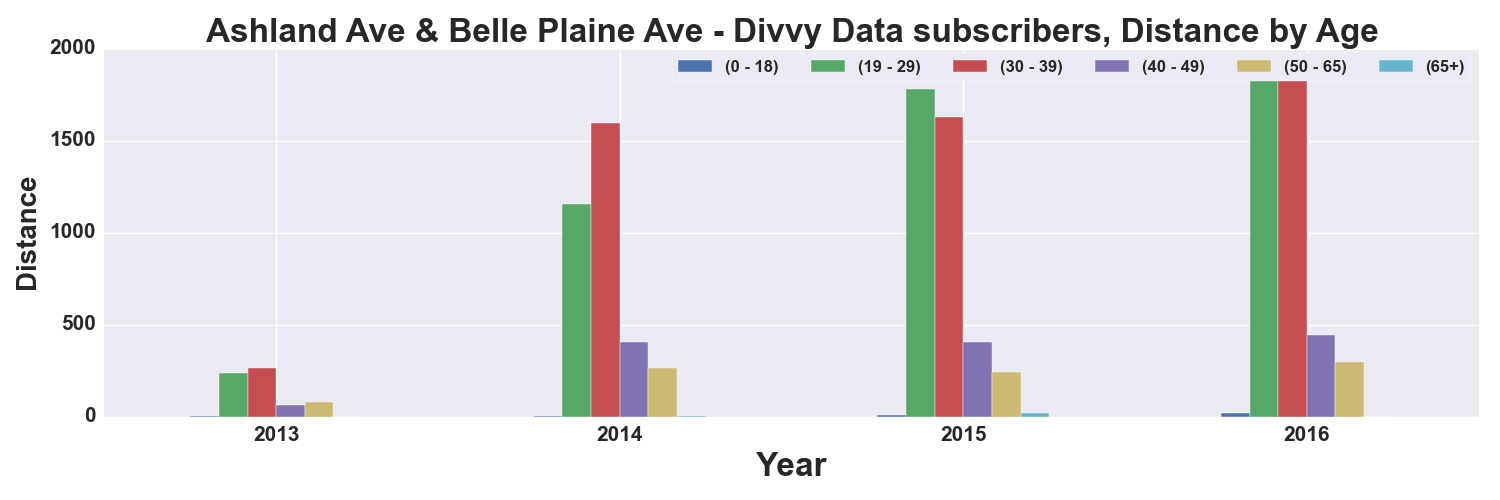 Ashland Ave & Belle Plaine Ave - Divvy Data subscribers, Distance by Age
(0 - 18) (19 - 29) (30 - 39) (40 - 49) (50 - 65) (65+)
Distance
2000
1500
1000
500
0
2013 2014 2015 2016
Year